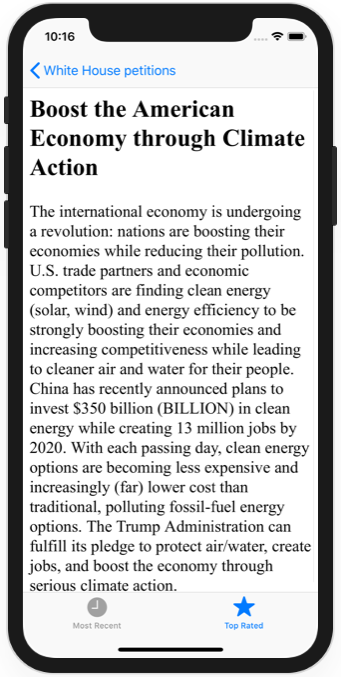 10:16
White House petitions
Boost the American
Economy through Climate
Action
The international economy is undergoing
a revolution: nations are boosting their
economies while reducing their pollution.
U.S. trade partners and economic
competitors are finding clean energy
(solar, wind) and energy efficiency to be
strongly boosting their economies and
increasing competitiveness while leading
to cleaner air and water for their people.
China has recently announced plans to
invest $350 billion (BILLION) in clean
energy while creating 13 million jobs by
2020. With each passing day, clean energy
options are becoming less expensive and
increasingly (far) lower cost than
traditional, polluting fossil-fuel energy
options. The Trump Administration can
fulfill its pledge to protect air/water, create
jobs, and boost the economy through
serious climate action.
Most Recent
Top Rated